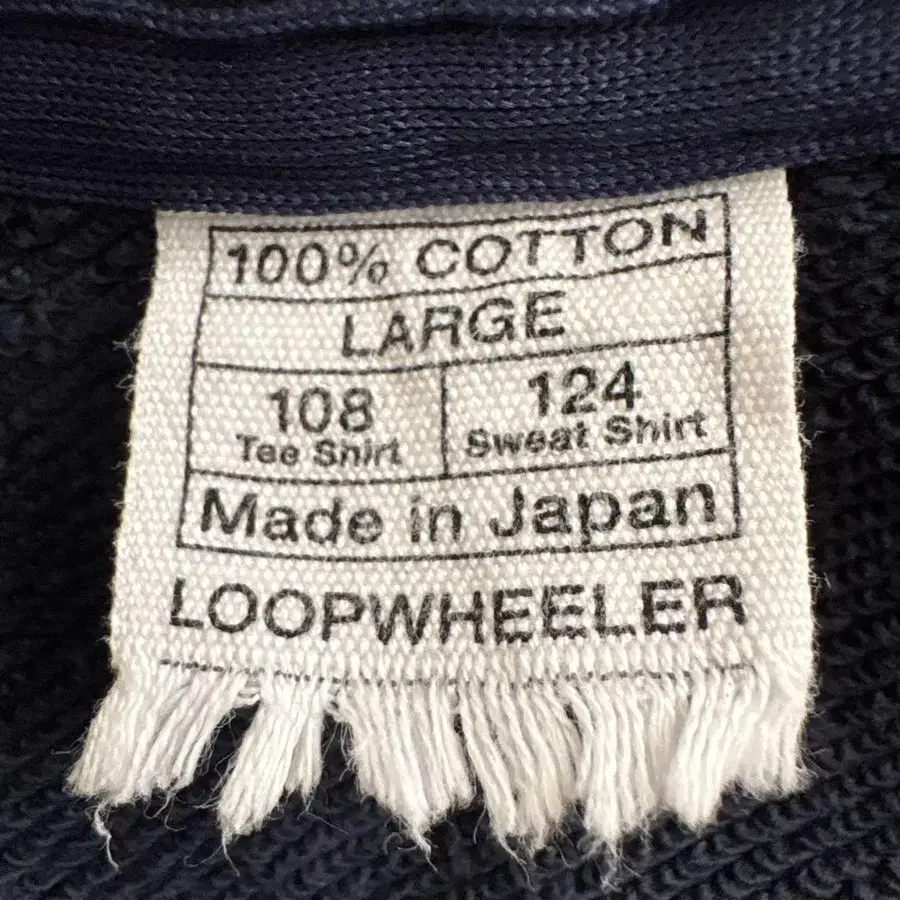 100% COTTON
LARGE
108 124
Tee Shirt Sweat Shirt
Made in Japan
LOOPWHEELER